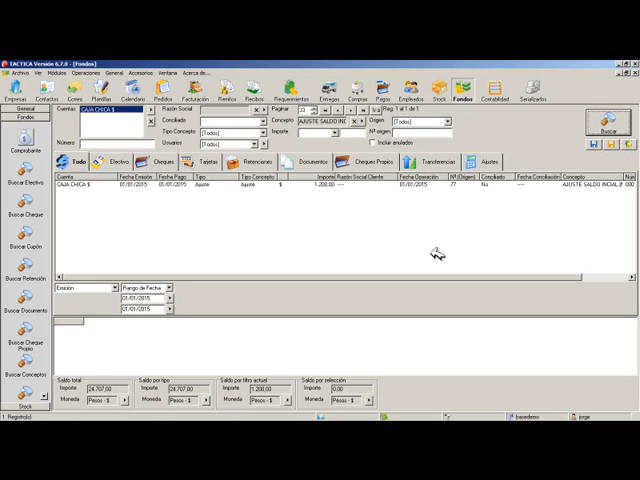 TACTICA Versión 6.7.0 - [Fondos]
Archivo Ver Módulos Operaciones General Accesorios Ventana Acerca de...
Empresas Contactos Correo Plantillas Calendario Pedidos Facturación Remitos Recibos Requerimientos Entregas Compras Pagos Empleados Stock Fondos Contabilidad Serializados
General
Fondos
Comprobante
Buscar Efectivo
Buscar Cheque
Buscar Cupón
Buscar Retención
Buscar Documento
Buscar Cheque Propio
Buscar Conceptos
Stock
Cuentas CAJA CHICA $ Razón Social Paginar 33 Reg. 1 al 1 de 1
Conciliado Concepto AJUSTE SALDO INI Origen [Todos]
Tipo Concepto [Todos] Importe Nº origen
Número Usuarios [Todos] Incluir anulados
Buscar
Todo Efectivo Cheques Tarjetas Retenciones Documentos Cheques Propios Transferencias Ajustes
Cuenta Fecha Emisión Fecha Pago Tipo Tipo Concepto Importe Razón Social Cliente Fecha Operación Nº (Origen) Conciliado Fecha Conciliación Concepto Núm
CAJA CHICA $ 01/01/2015 01/01/2015 Ajuste Ajuste $ 1.200,00 ---- 01/01/2015 77 No ---- AJUSTE SALDO INCIAL (I 000
Emisión Rango de Fecha
01/01/2015
01/01/2015
Saldo total Saldo por tipo Saldo por filtro actual Saldo por selección
Importe 24.707,00 Importe 24.707,00 Importe 1.200,00 Importe 0,00
Moneda Pesos - $ Moneda Pesos - $ Moneda Pesos - $ Moneda Pesos - $
1 Registro(s) basedemo jorge